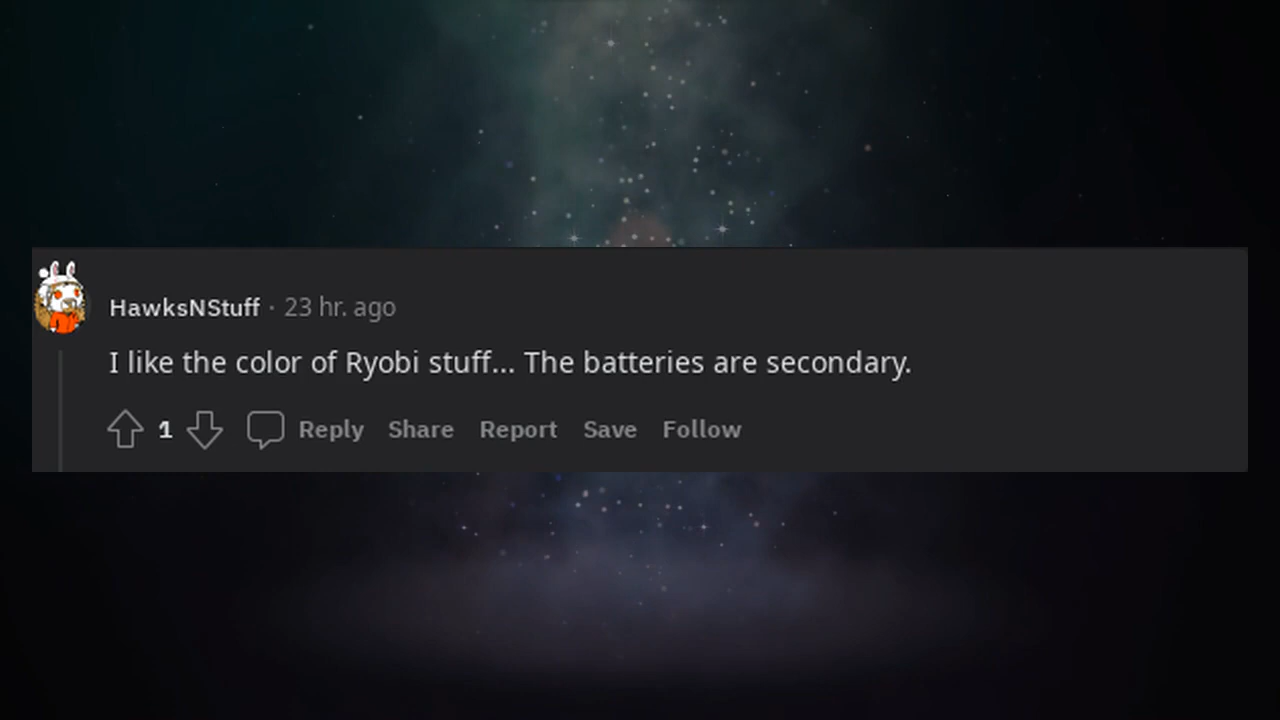 HawksNStuff · 23 hr. ago
I like the color of Ryobi stuff... The batteries are secondary.
1 Reply Share Report Save Follow